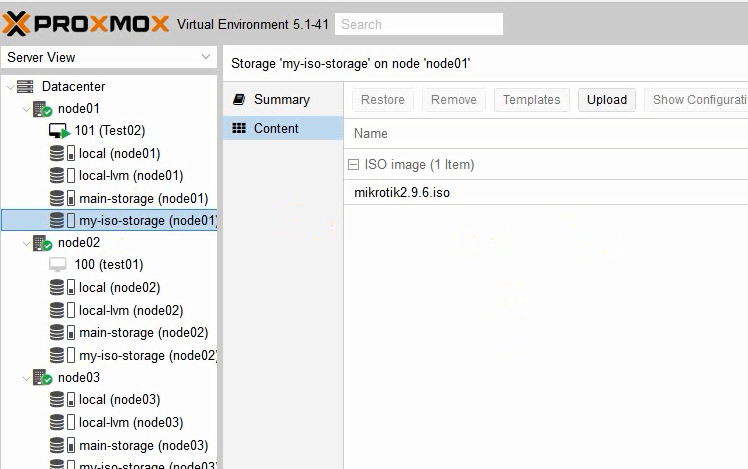 PROXMOX Virtual Environment 5.1-41 Search
Server View
Storage 'my-iso-storage' on node 'node01'
Datacenter
node01
101 (Test02)
local (node01)
local-lvm (node01)
main-storage (node01)
my-iso-storage (node01)
node02
100 (test01)
local (node02)
local-lvm (node02)
main-storage (node02)
my-iso-storage (node02)
node03
local (node03)
local-lvm (node03)
main-storage (node03)
my-iso-storage (node03)
Summary
Content
Restore Remove Templates Upload Show Configurati
Name
ISO image (1 Item)
mikrotik2.9.6.iso